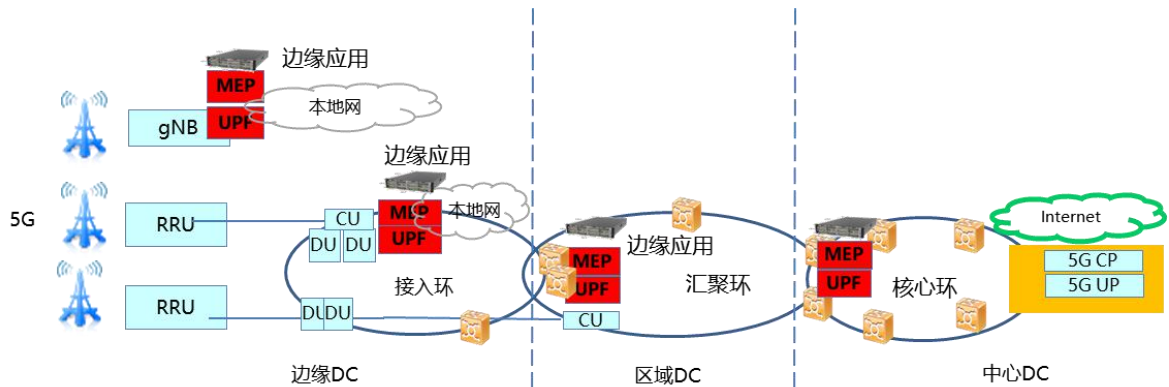 边缘应用
MEP
本地网
UPF
gNB
边缘应用
5G
RRU
CU
MEP
本地网
DU
DU
UPF
接入环
边缘应用
MEP
UPF
汇聚环
MEP
UPF
核心环
Internet
5G CP
5G UP
RRU
DU
DU
CU
边缘DC
区域DC
中心DC